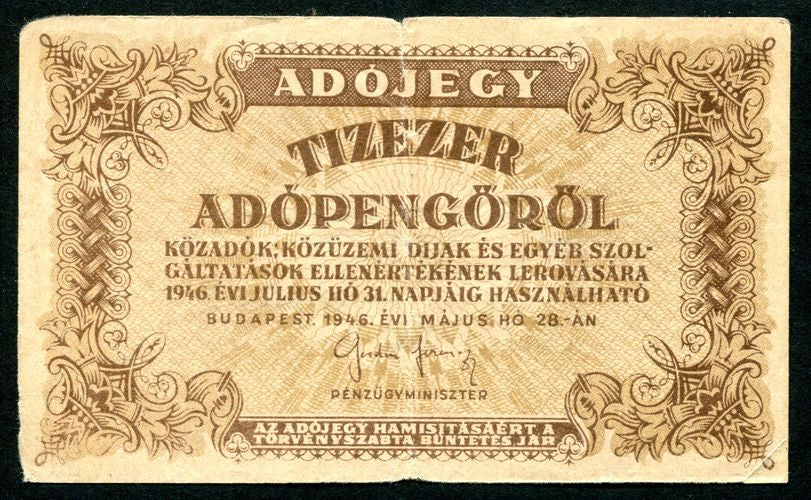 ADÓJEGY
TIZEZER
ADÓPENGŐRŐL
KÖZADÓK, KÖZÜZEMI DIJAK ÉS EGYÉB SZOL-
GÁLTATÁSOK ELLENÉRTÉKÉNEK LEROVÁSÁRA
1946. ÉVI JULIUS HÓ 31. NAPJÁIG HASZNÁLHATÓ
BUDAPEST, 1946. ÉVI MÁJUS HÓ 28.-ÁN
PÉNZÜGYMINISZTER
AZ ADÓJEGY HAMISITÁSÁÉRT A
TÖRVÉNYSZABTA BÜNTETÉS JÁR